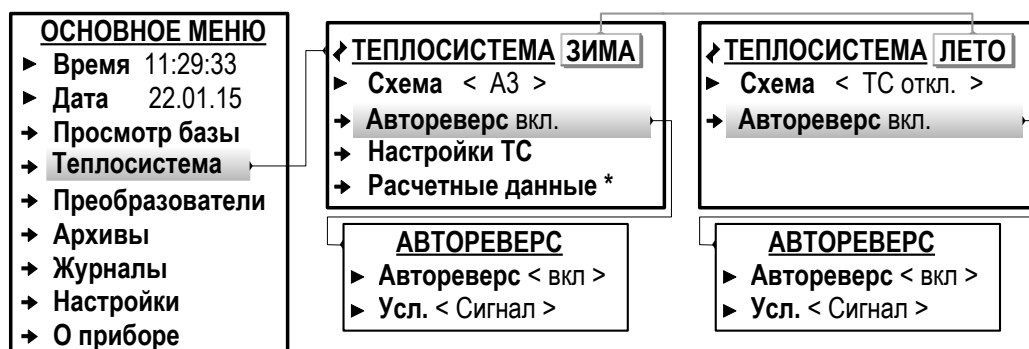 ОСНОВНОЕ МЕНЮ
Время 11:29:33
Дата 22.01.15
Просмотр базы
Теплосистема
Преобразователи
Архивы
Журналы
Настройки
О приборе
ТЕПЛОСИСТЕМА ЗИМА
Схема < А3 >
Автореверс вкл.
Настройки ТС
Расчетные данные *
АВТОРЕВЕРС
Автореверс < вкл >
Усл. < Сигнал >
ТЕПЛОСИСТЕМА ЛЕТО
Схема < ТС откл. >
Автореверс вкл.
АВТОРЕВЕРС
Автореверс < вкл >
Усл. < Сигнал >